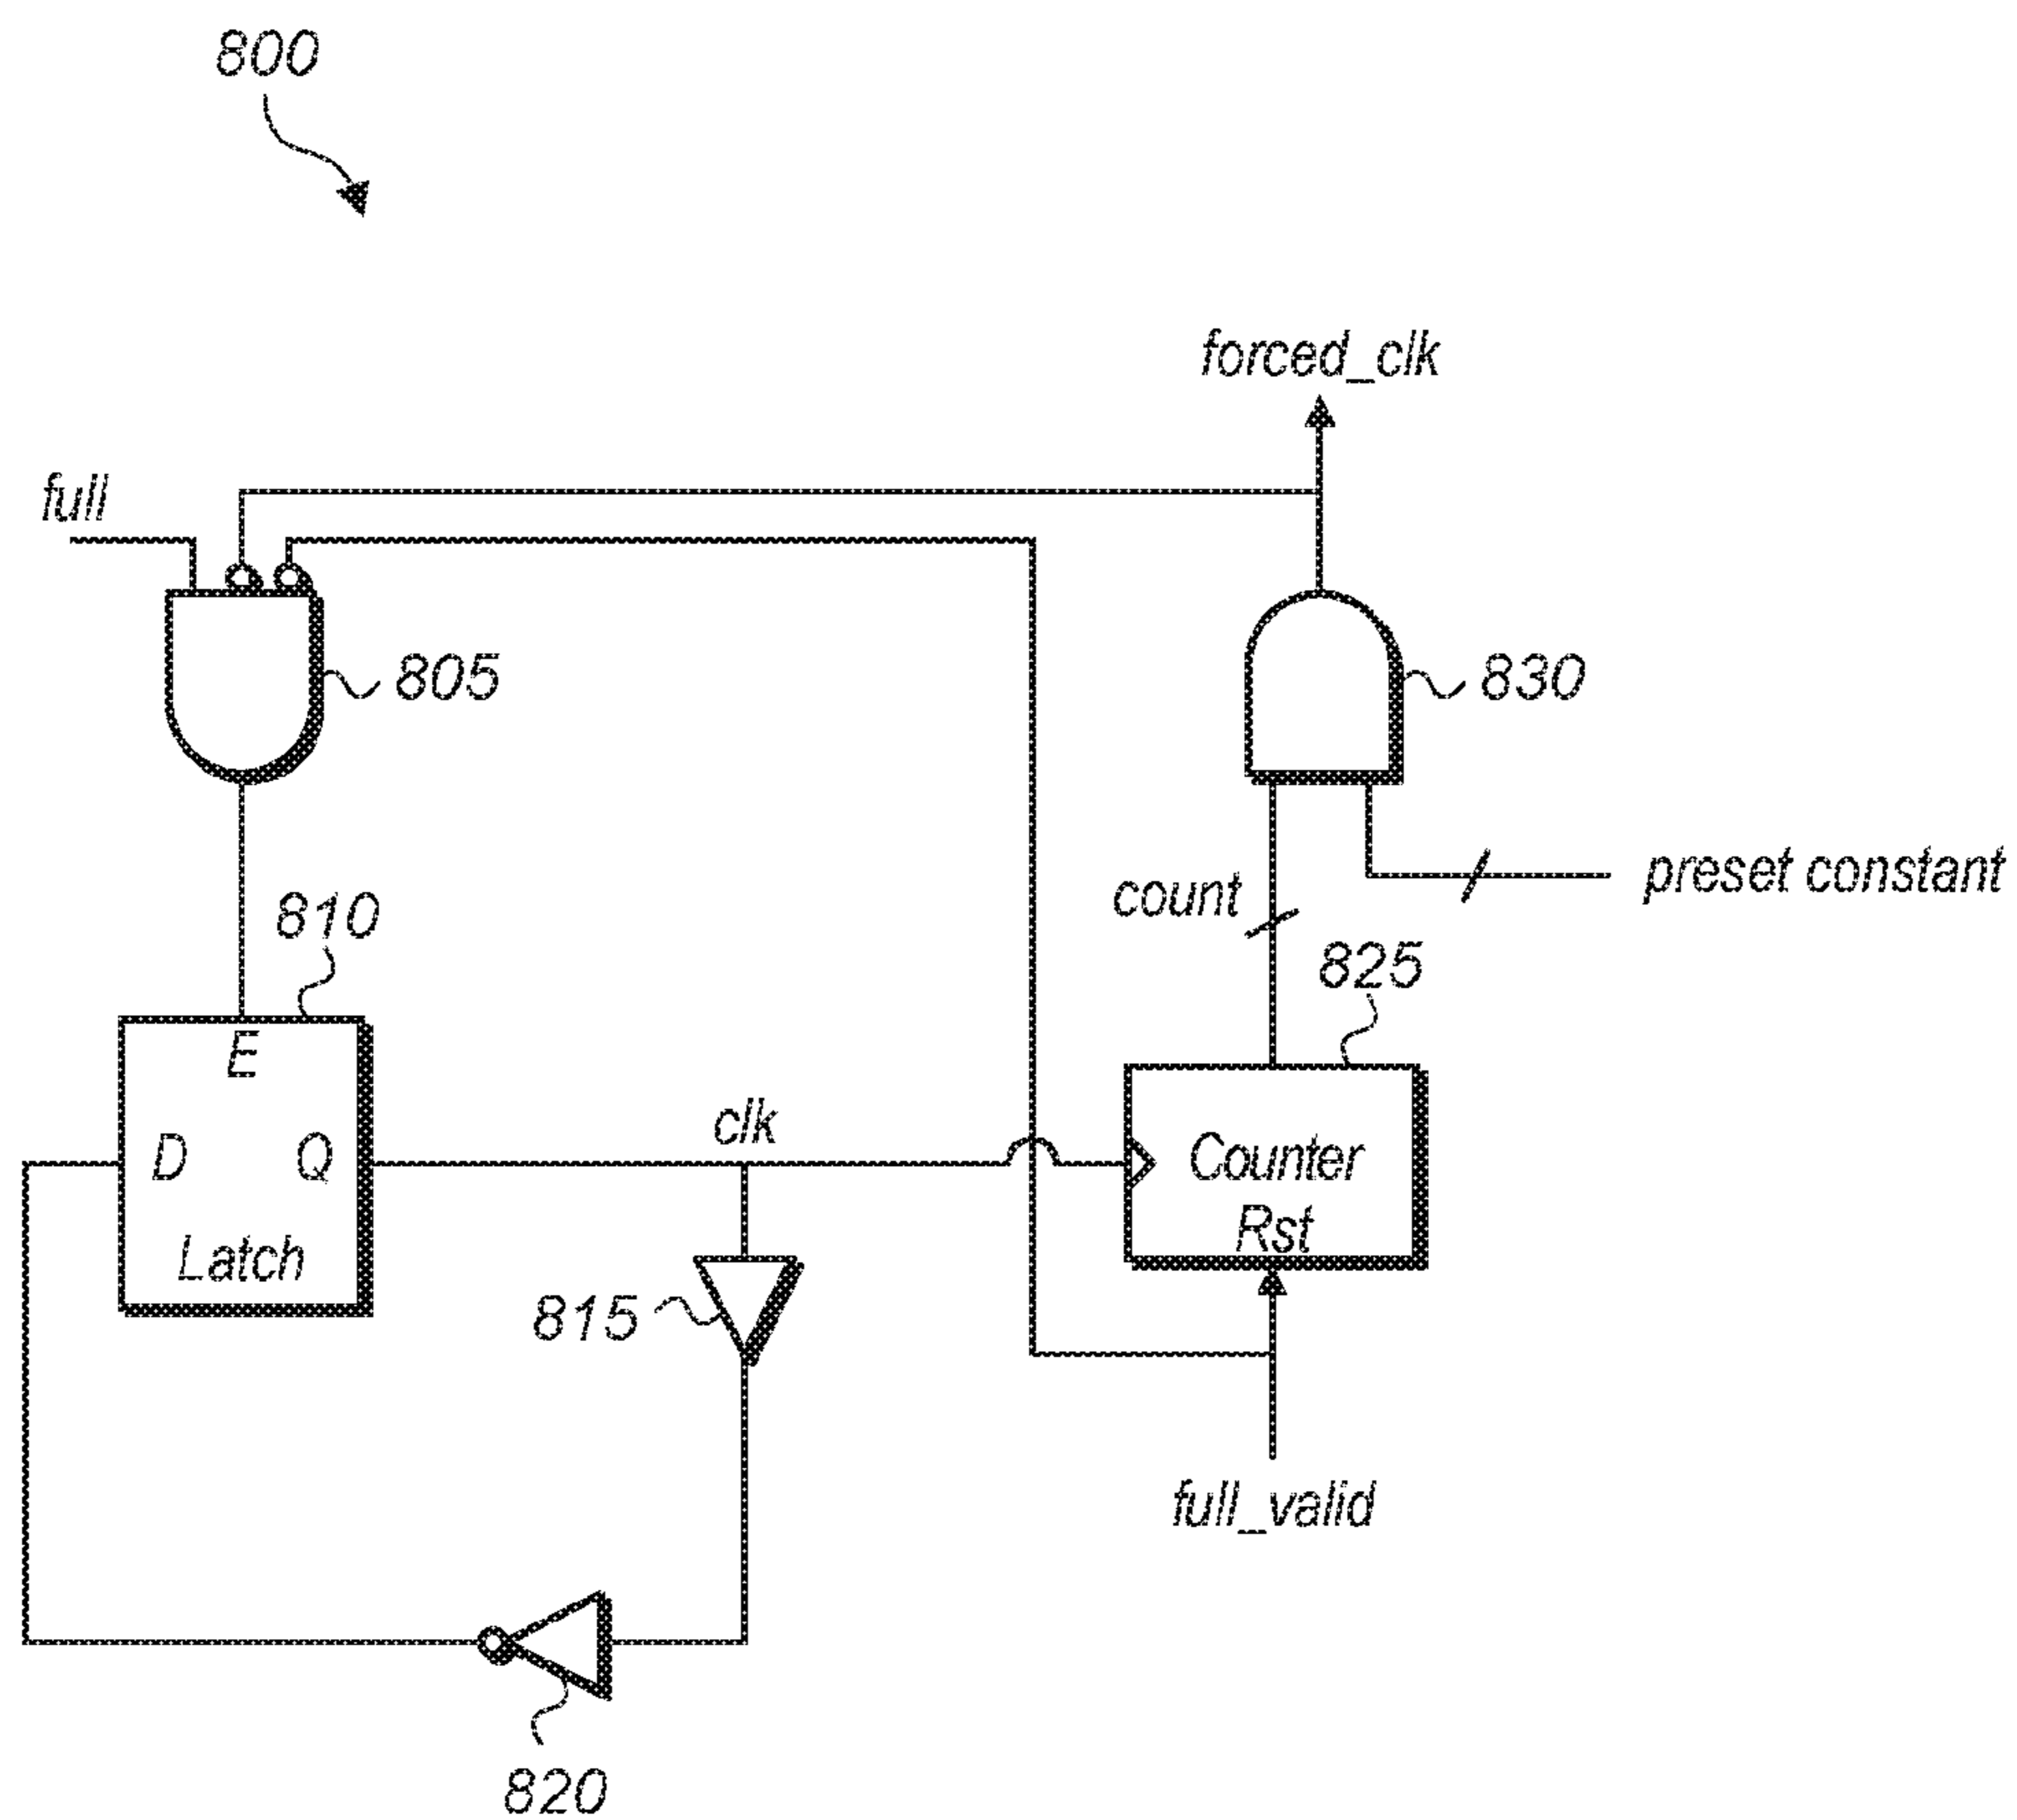 800
forced_clk
full
805
830
preset constant
count
810
825
E
clk
D Q
Counter
Rst
Latch
815
full_valid
820